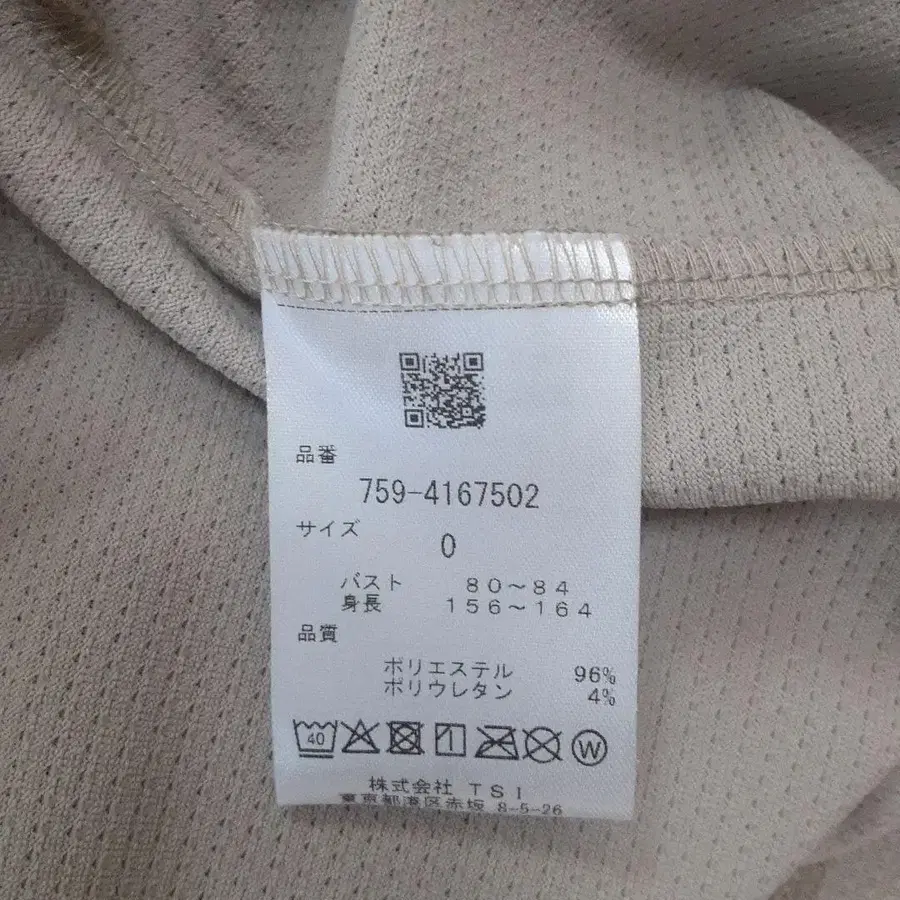 品番
759-4167502
サイズ
0
バスト 80～84
身長 156～164
品質
ポリエステル 96%
ポリウレタン 4%
40
W
株式会社 TSI
東京都港区赤坂 8-5-26